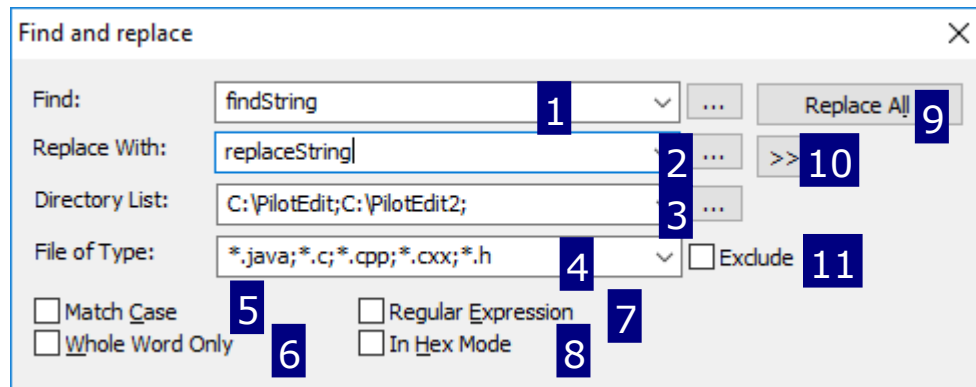 Find and replace
Find: findString 1 ... Replace All 9
Replace With: replaceString 2 ... >> 10
Directory List: C:\PilotEdit;C:\PilotEdit2; 3 ...
File of Type: *.java;*.c;*.cpp;*.cxx;*.h 4 Exclude 11
Match Case 5 Regular Expression 7
Whole Word Only 6 In Hex Mode 8